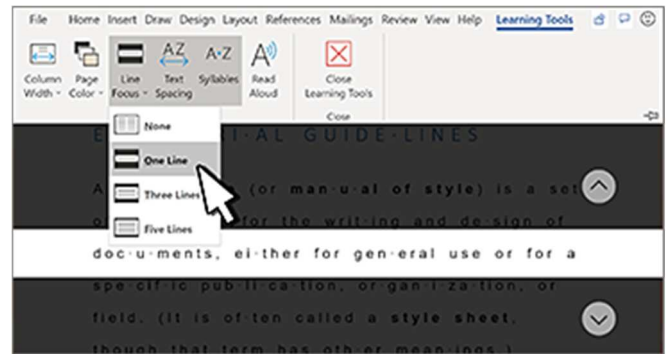 File Home Insert Draw Design Layout References Mailings Review View Help Learning Tools
Column Width Page Color Line Focus Text Spacing Syllables Read Aloud Close Learning Tools
Close
None
One Line
Three Lines
Five Lines
I·AL GUIDE·LINES
A (or man·u·al of style) is a set
for the writ·ing and de·sign of
doc·u·ments, ei·ther for gen·eral use or for a
spe·cif·ic pub·li·ca·tion, or·gan·i·za·tion, or
field. (It is of·ten called a style sheet,
though that term has oth·er mean·ings.)